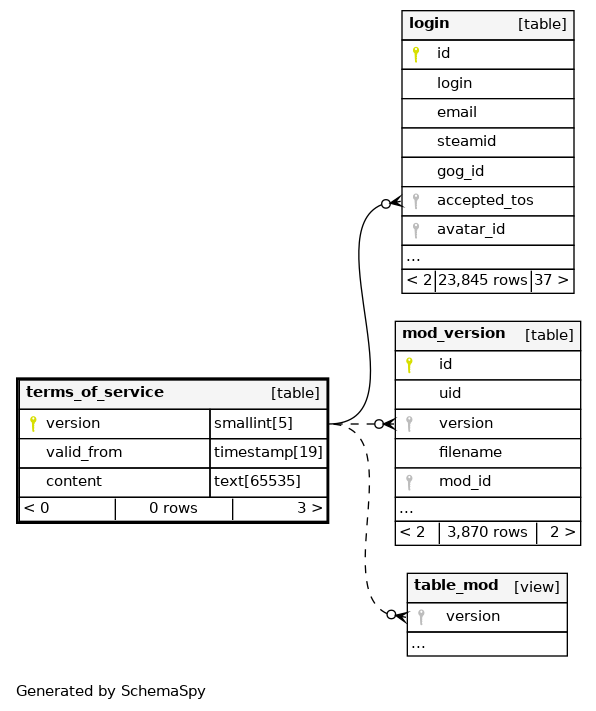 login [table]
id
login
email
steamid
gog_id
accepted_tos
avatar_id
...
< 2 23,845 rows 37 >
mod_version [table]
id
uid
version
filename
mod_id
...
< 2 3,870 rows 2 >
terms_of_service [table]
version smallint[5]
valid_from timestamp[19]
content text[65535]
< 0 0 rows 3 >
table_mod [view]
version
...
Generated by SchemaSpy